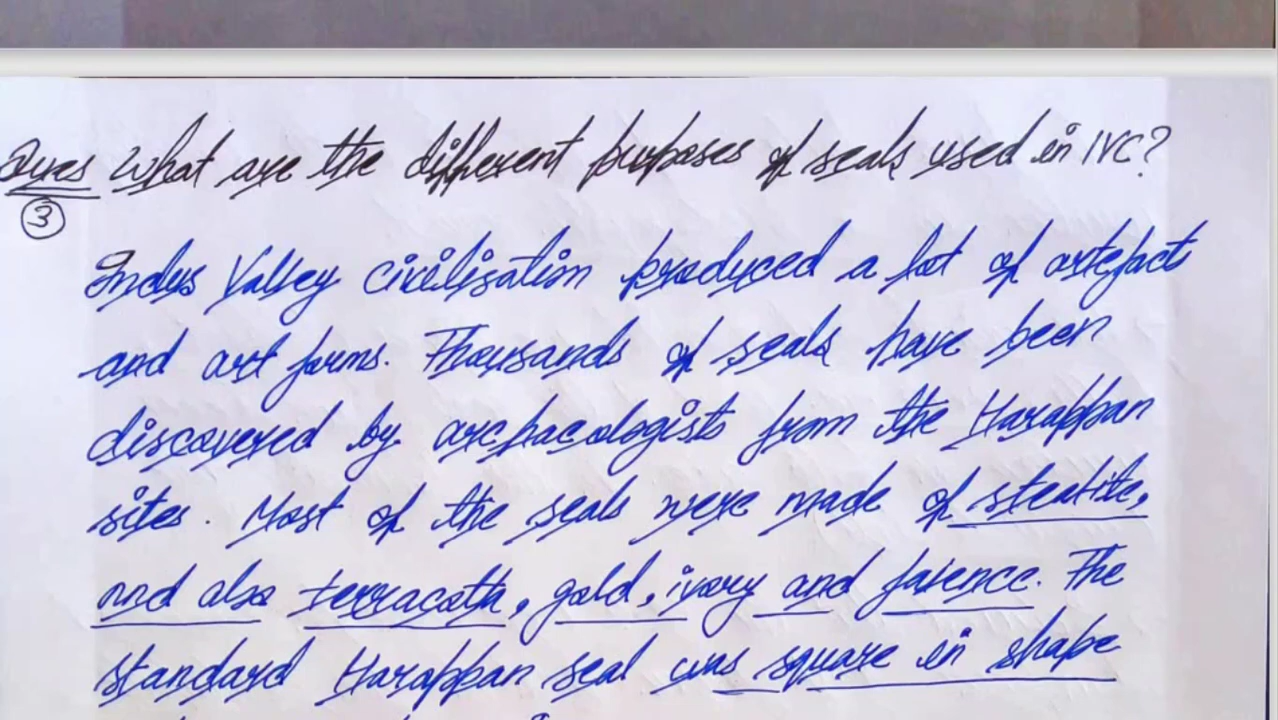 Ques What are the different purposes of seals used in IVC?
3
Indus Valley civilisation produced a lot of artefact
and art forms. Thousands of seals have been
discovered by archaeologists from the Harappan
sites. Most of the seals were made of steatite,
and also terracotta, gold, ivory and faience. The
standard Harappan seal was square in shape